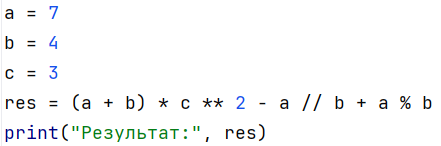 a = 7
b = 4
c = 3
res = (a + b) * c ** 2 - a // b + a % b
print("Результат:", res)